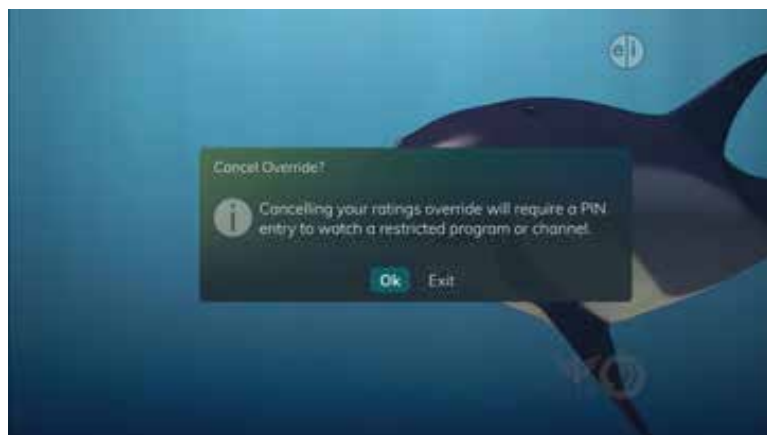 e i
Cancel Override?
i
Cancelling your ratings override will require a PIN
entry to watch a restricted program or channel.
Ok Exit